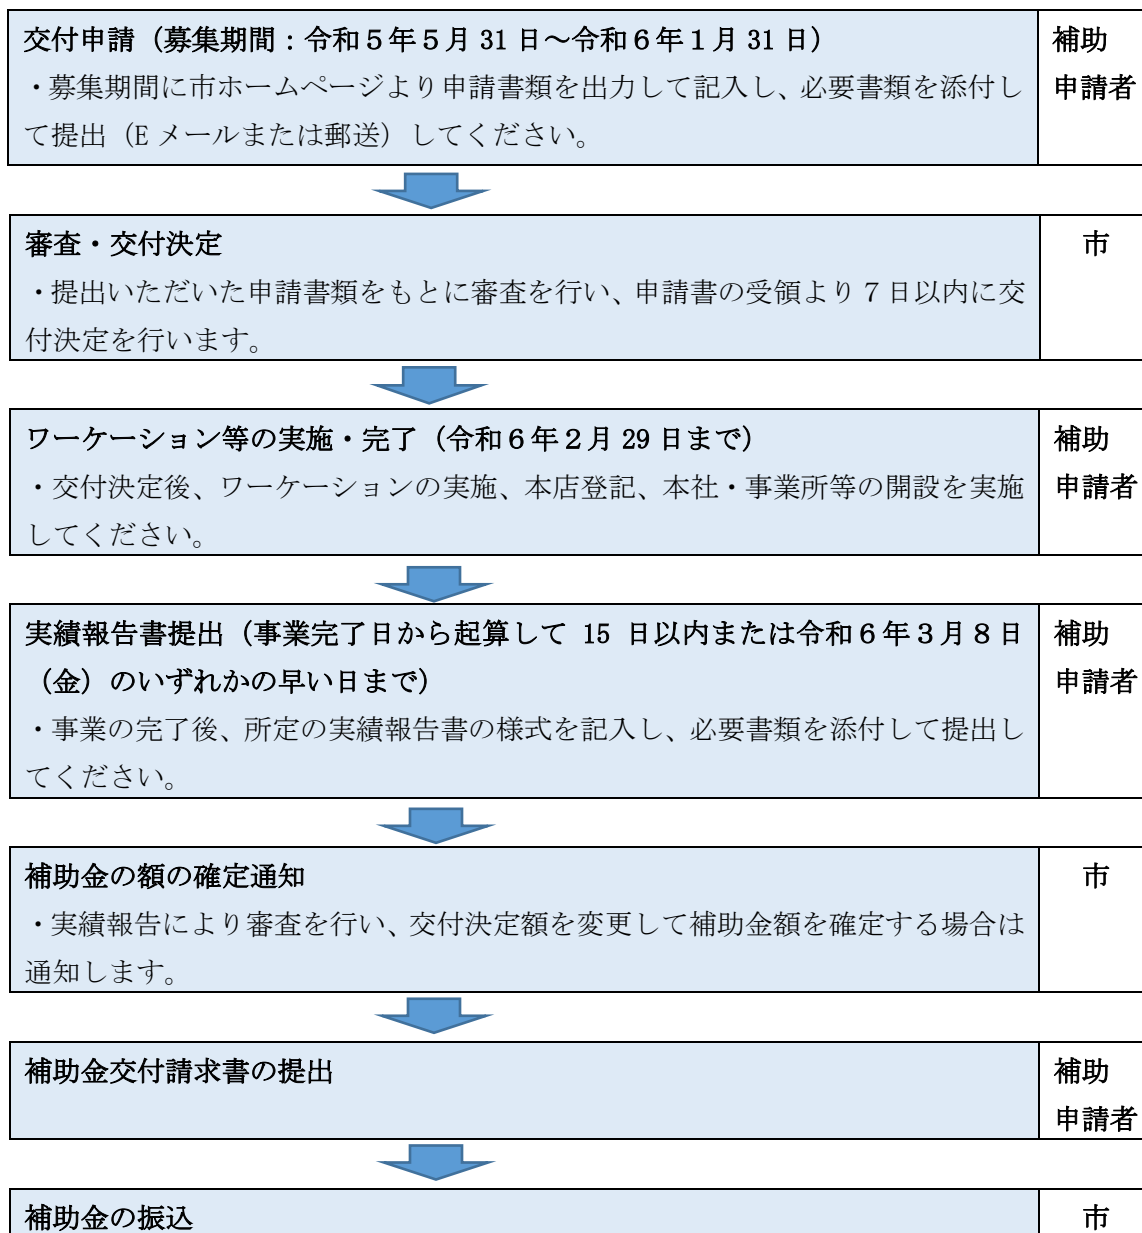 交付申請（募集期間：令和５年５月 31 日～令和６年１月 31 日）
・募集期間に市ホームページより申請書類を出力して記入し、必要書類を添付し
て提出（E メールまたは郵送）してください。
補助
申請者
審査・交付決定
・提出いただいた申請書類をもとに審査を行い、申請書の受領より７日以内に交
付決定を行います。
市
ワーケーション等の実施・完了（令和６年２月 29 日まで）
・交付決定後、ワーケーションの実施、本店登記、本社・事業所等の開設を実施
してください。
補助
申請者
実績報告書提出（事業完了日から起算して 15 日以内または令和６年３月８日
（金）のいずれかの早い日まで）
・事業の完了後、所定の実績報告書の様式を記入し、必要書類を添付して提出し
てください。
補助
申請者
補助金の額の確定通知
・実績報告により審査を行い、交付決定額を変更して補助金額を確定する場合は
通知します。
市
補助金交付請求書の提出
補助
申請者
補助金の振込
市